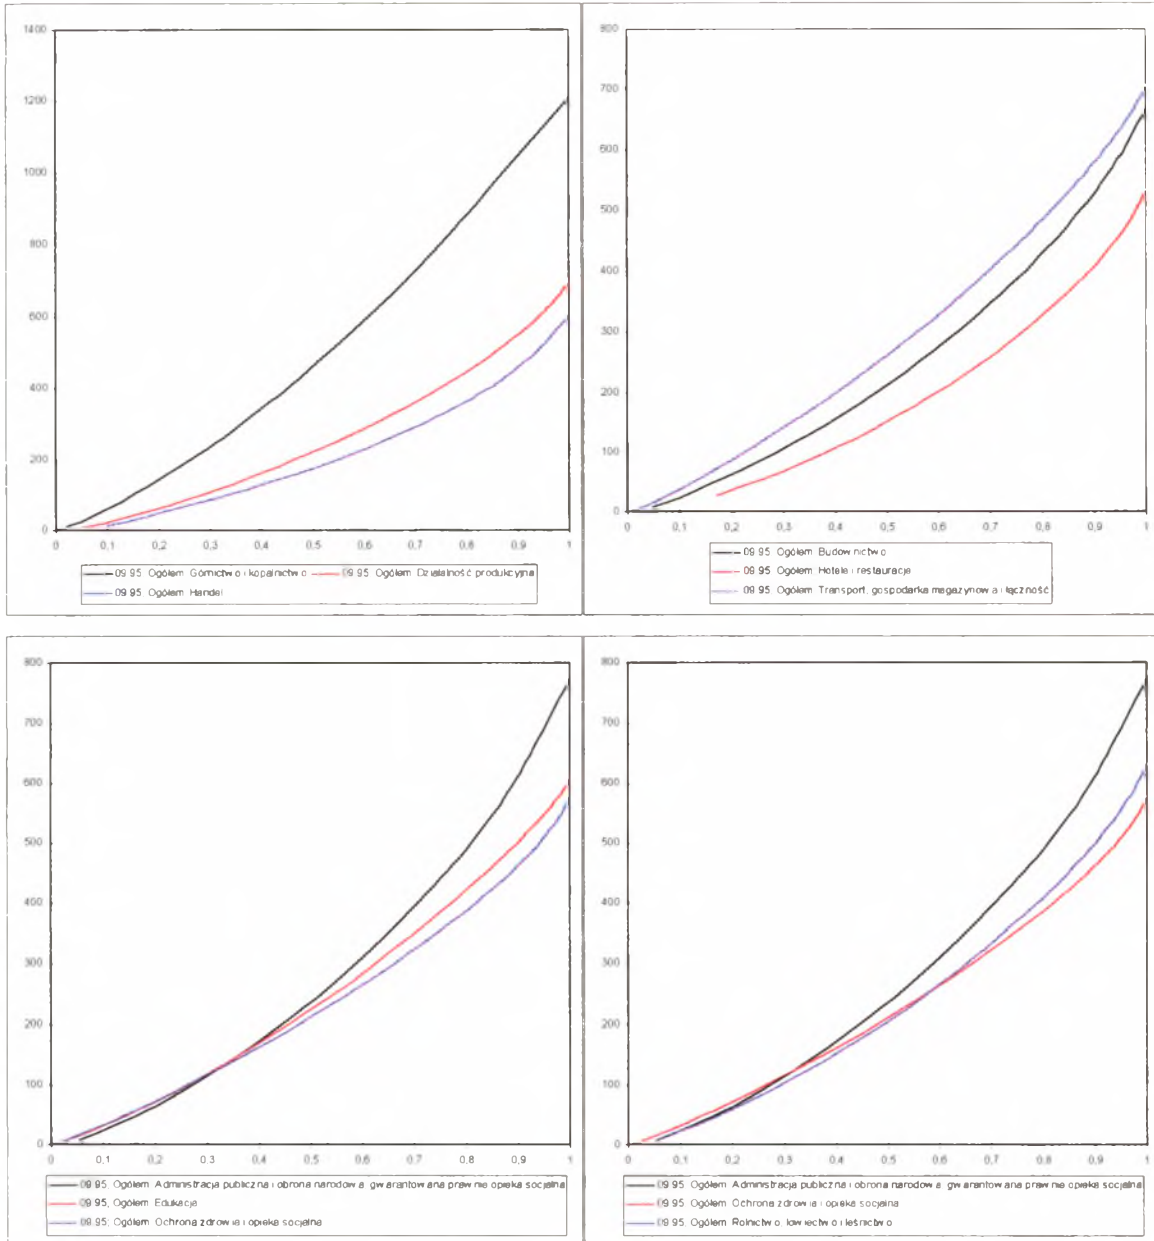 1400
1200
1000
800
600
400
200
0
0 0,1 0,2 0,3 0,4 0,5 0,6 0,7 0,8 0,9 1
09 95 Ogółem Górnictwo i kopalnictwo 09 95 Ogółem Działalność produkcyjna
09 95 Ogółem Handel
800
700
600
500
400
300
200
100
0
0 0,1 0,2 0,3 0,4 0,5 0,6 0,7 0,8 0,9 1
09 95 Ogółem Budownictwo
09 95 Ogółem Hotele i restauracje
09 95 Ogółem Transport, gospodarka magazynowa i łączność
800
700
600
500
400
300
200
100
0
0 0,1 0,2 0,3 0,4 0,5 0,6 0,7 0,8 0,9 1
09 95 Ogółem Administracja publiczna i obrona narodowa gwarantowana prawnie opieka socjalna
09 95; Ogółem Edukacja
09 95; Ogółem Ochrona zdrowia i opieka socjalna
800
700
600
500
400
300
200
100
0
0 0,1 0,2 0,3 0,4 0,5 0,6 0,7 0,8 0,9 1
09 95 Ogółem Administracja publiczna i obrona narodowa gwarantowana prawnie opieka socjalna
09 95 Ogółem Ochrona zdrowia i opieka socjalna
09 95 Ogółem Rolnictwo, łowiectwo i leśnictwo